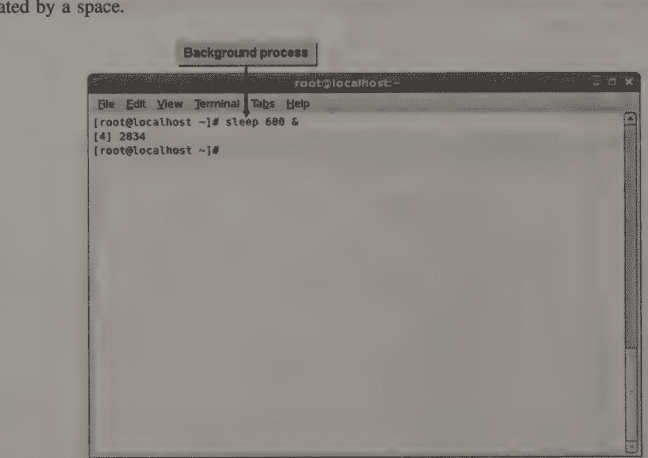 ated by a space.
Background process
root@localhost:~
File Edit View Terminal Tabs Help
[root@localhost ~]# sleep 600 &
[4] 2834
[root@localhost ~]#